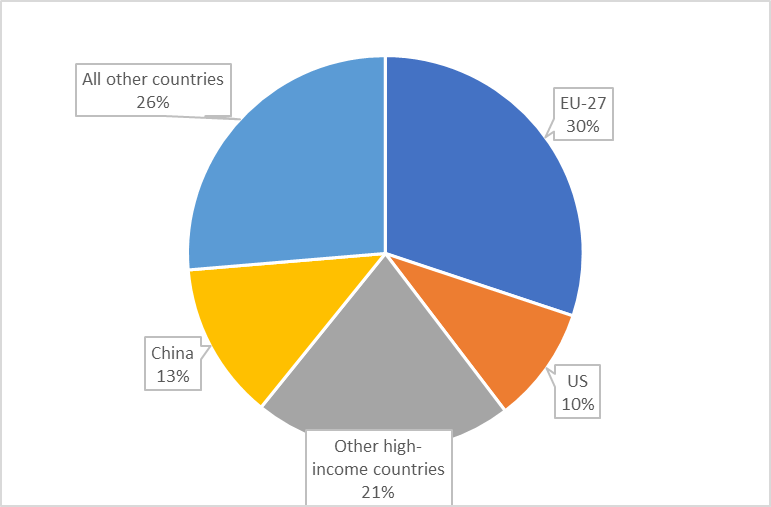 All other countries
26%
EU-27
30%
China
13%
US
10%
Other high-
income countries
21%